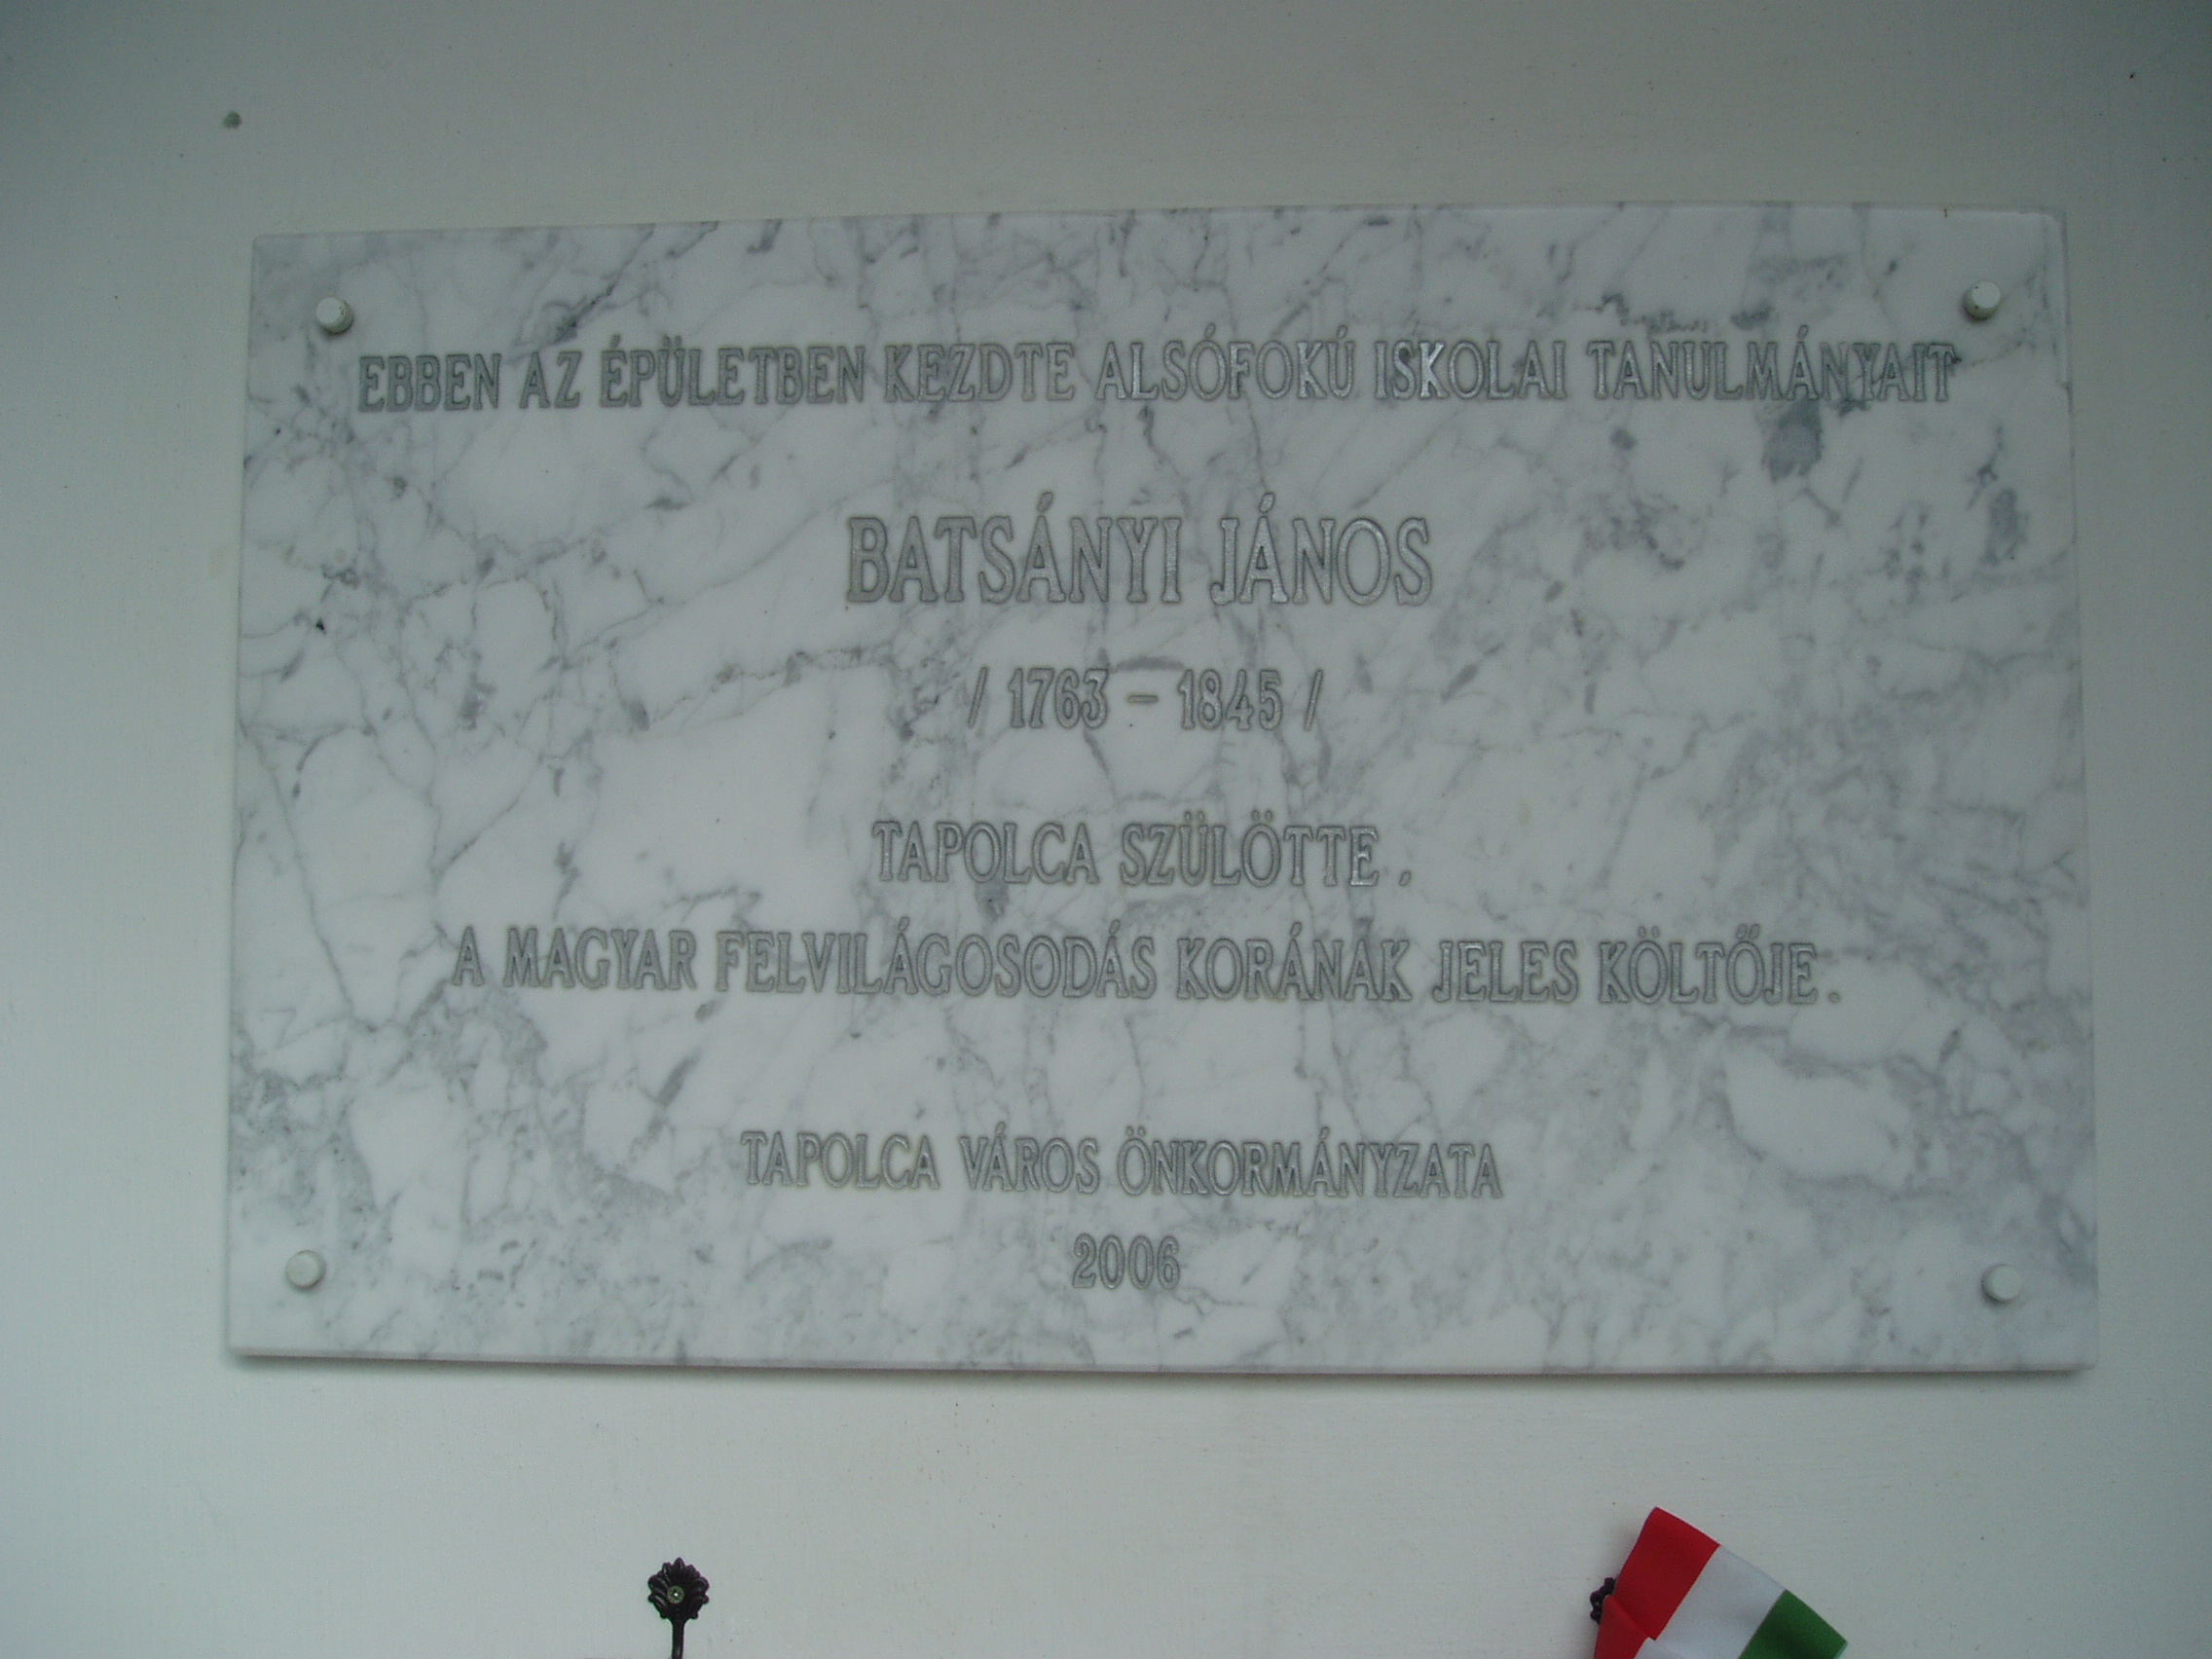 EBBEN AZ ÉPÜLETBEN KEZDTE ALSÓFOKÚ ISKOLAI TANULMÁNYAIT
BATSÁNYI JÁNOS
/ 1763 - 1845 /
TAPOLCA SZÜLÖTTE.
A MAGYAR FELVILÁGOSODÁS KORÁNAK JELES KÖLTŐJE.
TAPOLCA VÁROS ÖNKORMÁNYZATA
2006